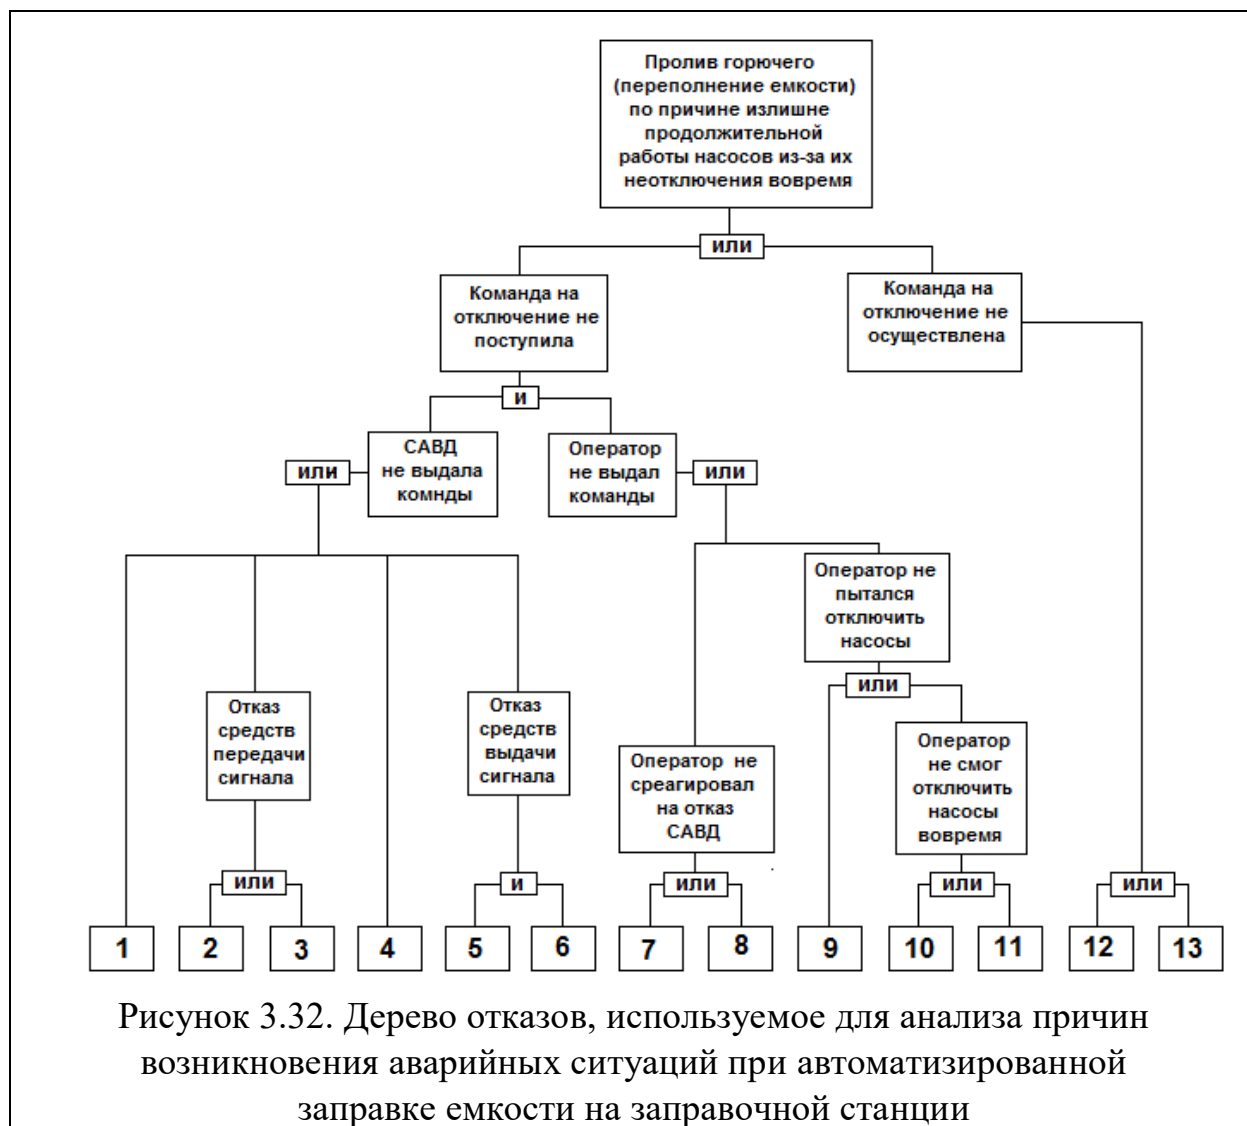 Пролив горючего
(переполнение емкости)
по причине излишне
продолжительной
работы насосов из-за их
неотключения вовремя
или
Команда на
отключение не
поступила
Команда на
отключение не
осуществлена
и
САВД
не выдала
комнды
Оператор
не выдал
команды
или
или
Оператор не
пытался
отключить
насосы
или
Отказ
средств
передачи
сигнала
Отказ
средств
выдачи
сигнала
Оператор не
среагировал
на отказ
САВД
Оператор
не смог
отключить
насосы
вовремя
или
и
или
или
или
1
2
3
4
5
6
7
8
9
10
11
12
13
Рисунок 3.32. Дерево отказов, используемое для анализа причин
возникновения аварийных ситуаций при автоматизированной
заправке емкости на заправочной станции